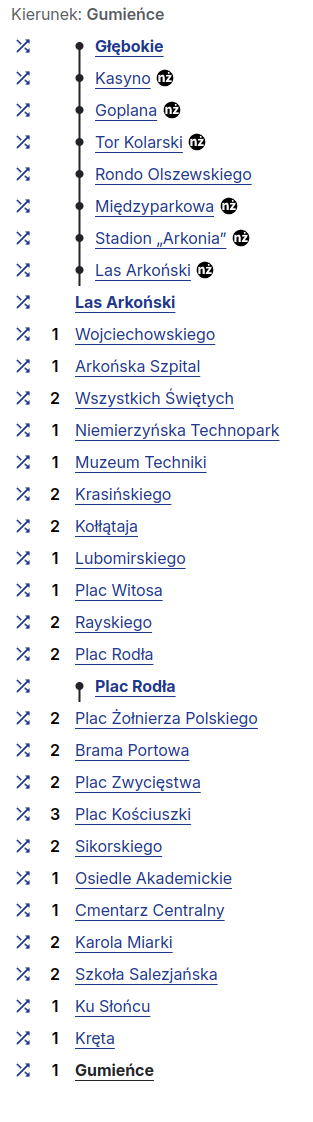 Kierunek: Gumieńce
Głębokie
Kasyno nż
Goplana nż
Tor Kolarski nż
Rondo Olszewskiego
Międzyparkowa nż
Stadion „Arkonia” nż
Las Arkoński nż
Las Arkoński
1 Wojciechowskiego
1 Arkońska Szpital
2 Wszystkich Świętych
1 Niemierzyńska Technopark
1 Muzeum Techniki
2 Krasińskiego
2 Kołłątaja
1 Lubomirskiego
1 Plac Witosa
2 Rayskiego
2 Plac Rodła
Plac Rodła
2 Plac Żołnierza Polskiego
2 Brama Portowa
2 Plac Zwycięstwa
3 Plac Kościuszki
2 Sikorskiego
1 Osiedle Akademickie
1 Cmentarz Centralny
2 Karola Miarki
2 Szkoła Salezjańska
1 Ku Słońcu
1 Kręta
1 Gumieńce